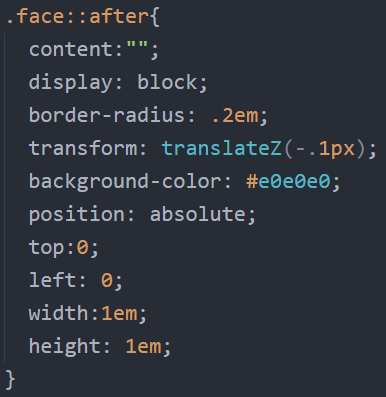 .face::after{
content:"";
display: block;
border-radius: .2em;
transform: translateZ(-.1px);
background-color: #e0e0e0;
position: absolute;
top:0;
left: 0;
width:1em;
height: 1em;
}